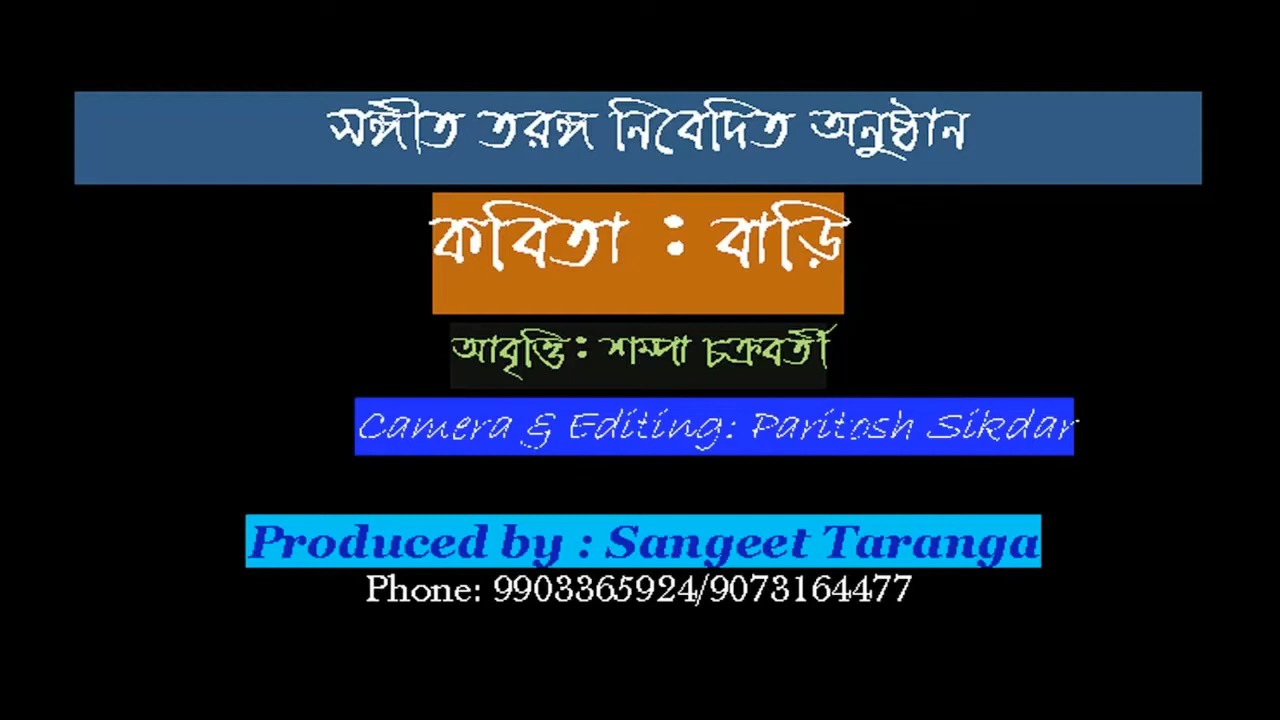 সঙ্গীত তরঙ্গ নিবেদিত অনুষ্ঠান
কবিতা : বাড়ি
আবৃত্তি: শম্পা চক্রবর্তী
Camera & Editing: Paritosh Sikdar
Produced by : Sangeet Taranga
Phone: 9903365924/9073164477